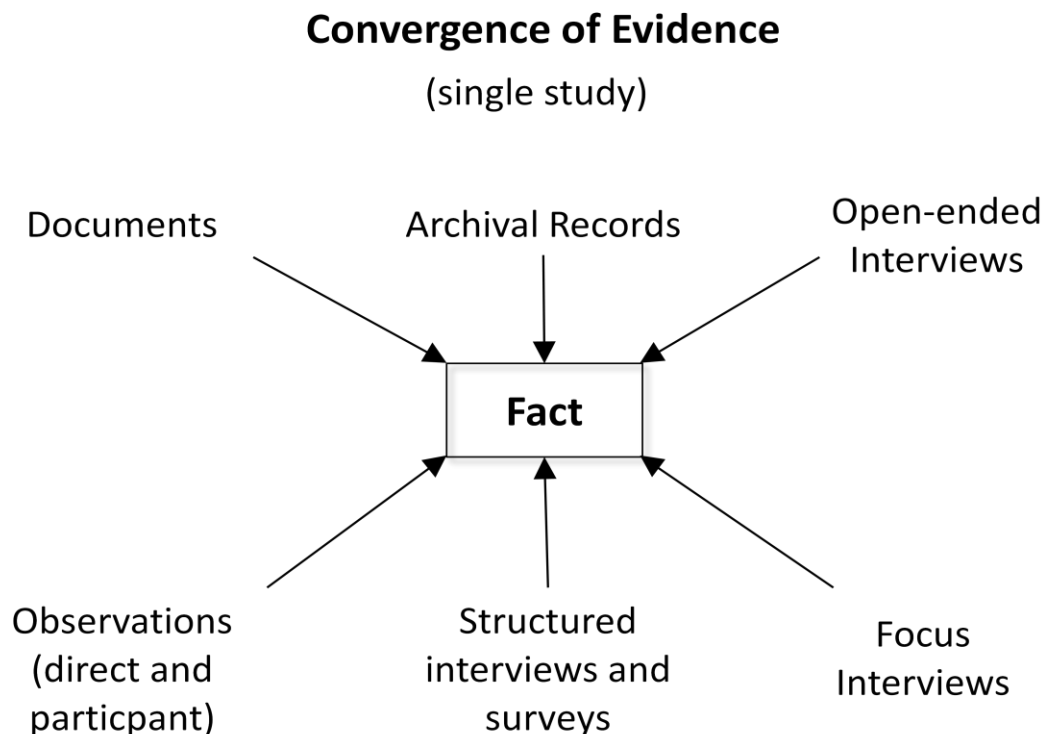 Convergence of Evidence
(single study)
Documents
Archival Records
Open-ended
Interviews
Fact
Observations
(direct and
particpant)
Structured
interviews and
surveys
Focus
Interviews